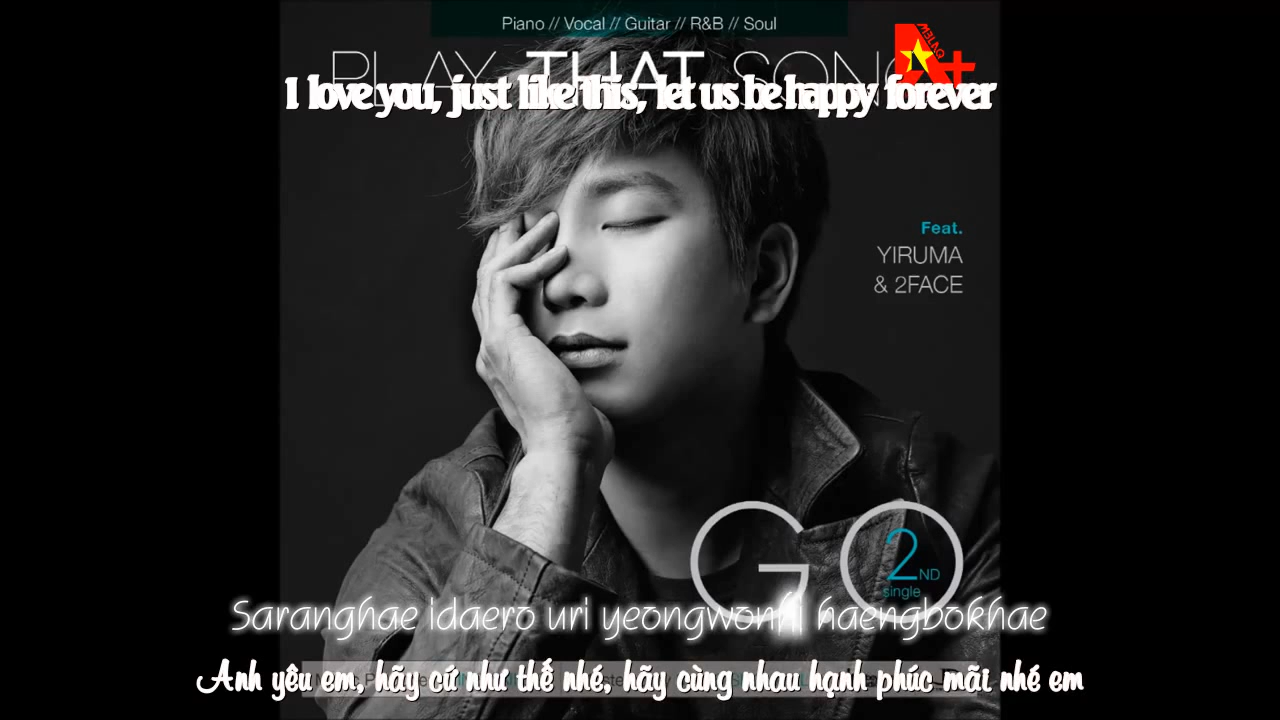 Piano // Vocal // Guitar // R&B // Soul
PLAY THAT SONG
MBLAQ
A+
I love you, just like this, let us be happy forever
Feat.
YIRUMA
& 2FACE
GO
2ND
single
Saranghae idaero uri yeongwonhi haengbokhae
Anh yêu em, hãy cứ như thế nhé, hãy cùng nhau hạnh phúc mãi nhé em